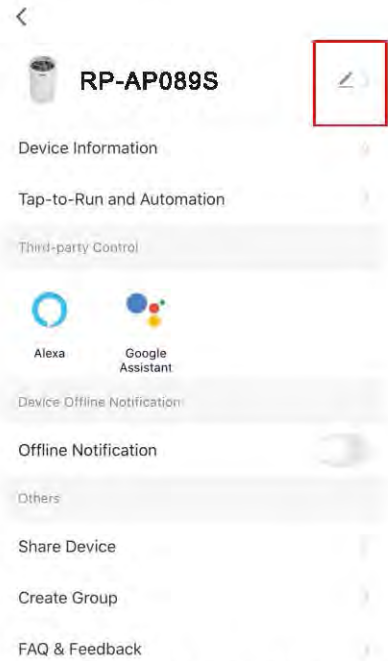 RP-AP089S
Device Information
Tap-to-Run and Automation
Third-party Control
Alexa
Google
Assistant
Device Offline Notification
Offline Notification
Others
Share Device
Create Group
FAQ & Feedback